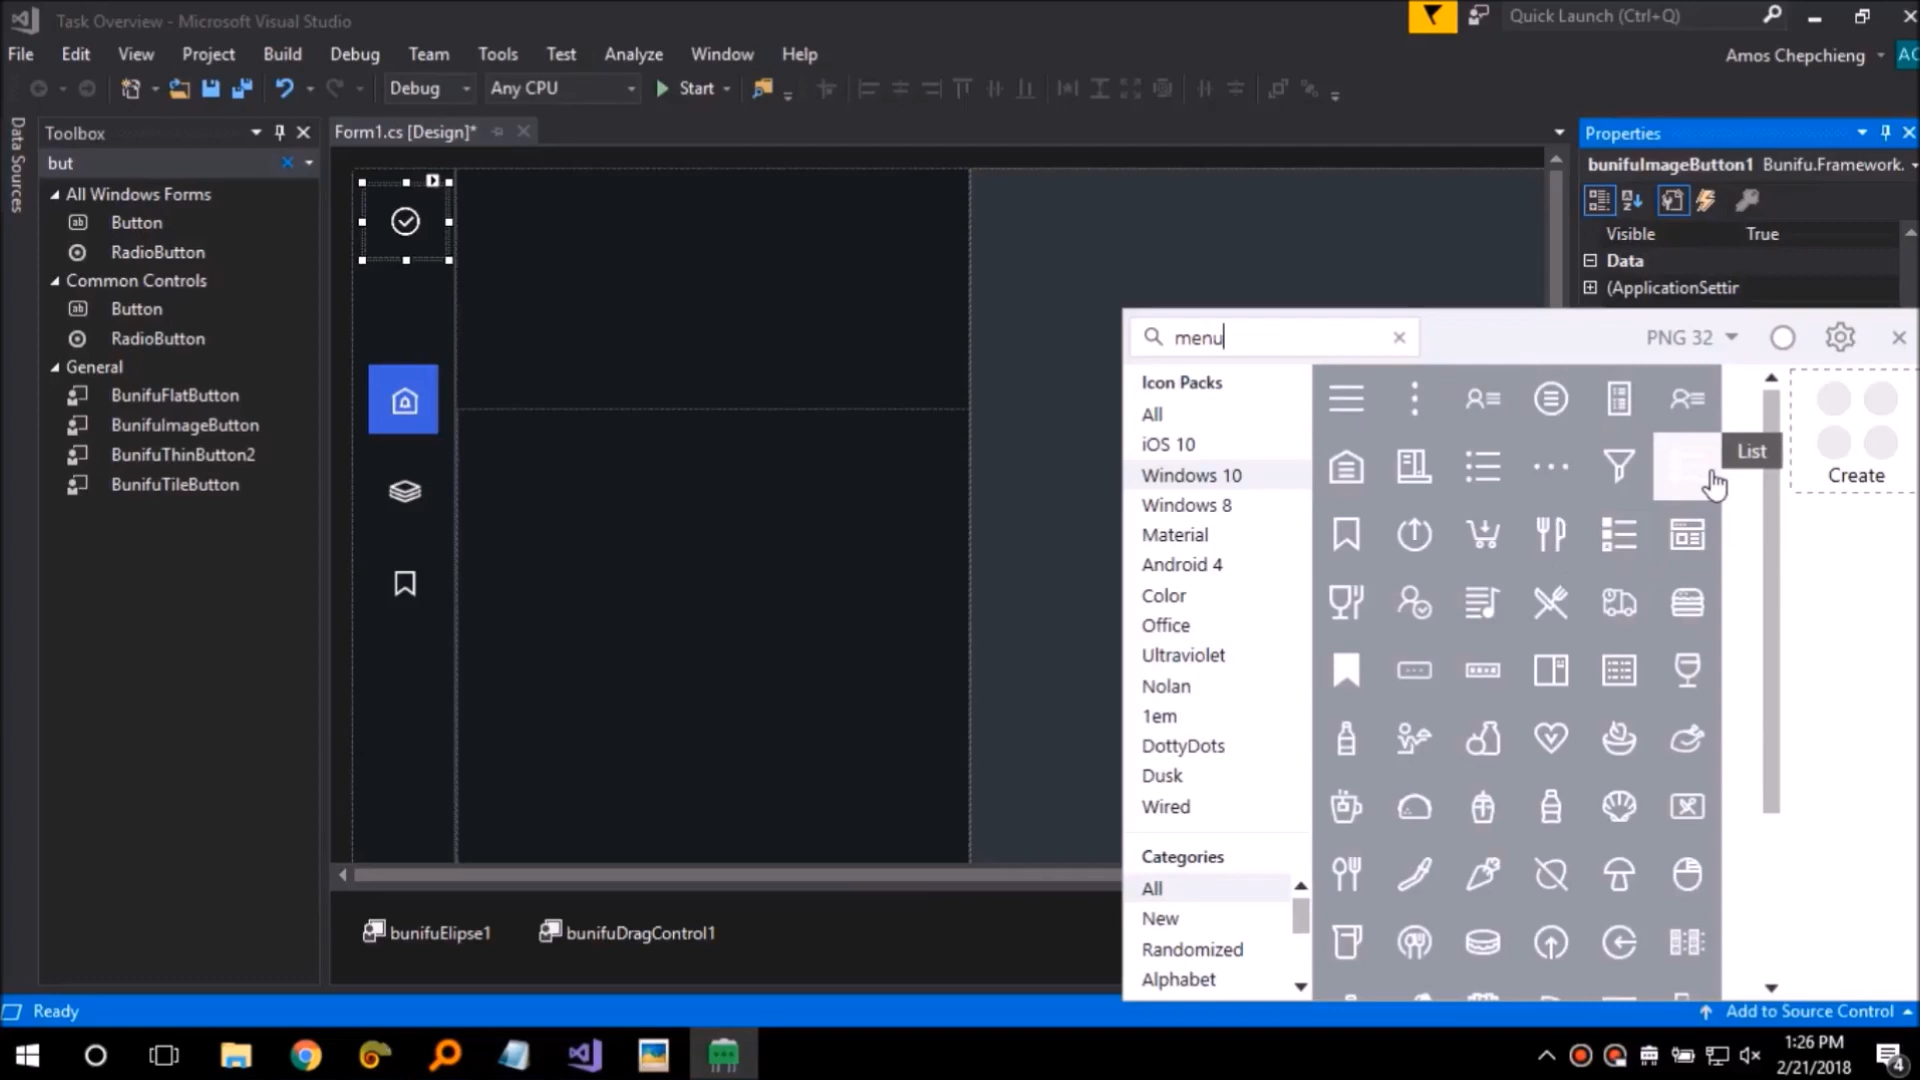 Task Overview - Microsoft Visual Studio
Quick Launch (Ctrl+Q)
File Edit View Project Build Debug Team Tools Test Analyze Window Help
Amos Chepchieng
AC
Debug Any CPU Start
Data Sources
Toolbox
but
All Windows Forms
Button
RadioButton
Common Controls
Button
RadioButton
General
BunifuFlatButton
BunifuImageButton
BunifuThinButton2
BunifuTileButton
Form1.cs [Design]*
bunifuElipse1
bunifuDragControl1
Properties
bunifuImageButton1 Bunifu.Framework.
Visible True
Data
(ApplicationSettir
menu
PNG 32
Icon Packs
All
iOS 10
Windows 10
Windows 8
Material
Android 4
Color
Office
Ultraviolet
Nolan
1em
DottyDots
Dusk
Wired
Categories
All
New
Randomized
Alphabet
List
Create
Ready
Add to Source Control
1:26 PM
2/21/2018
4